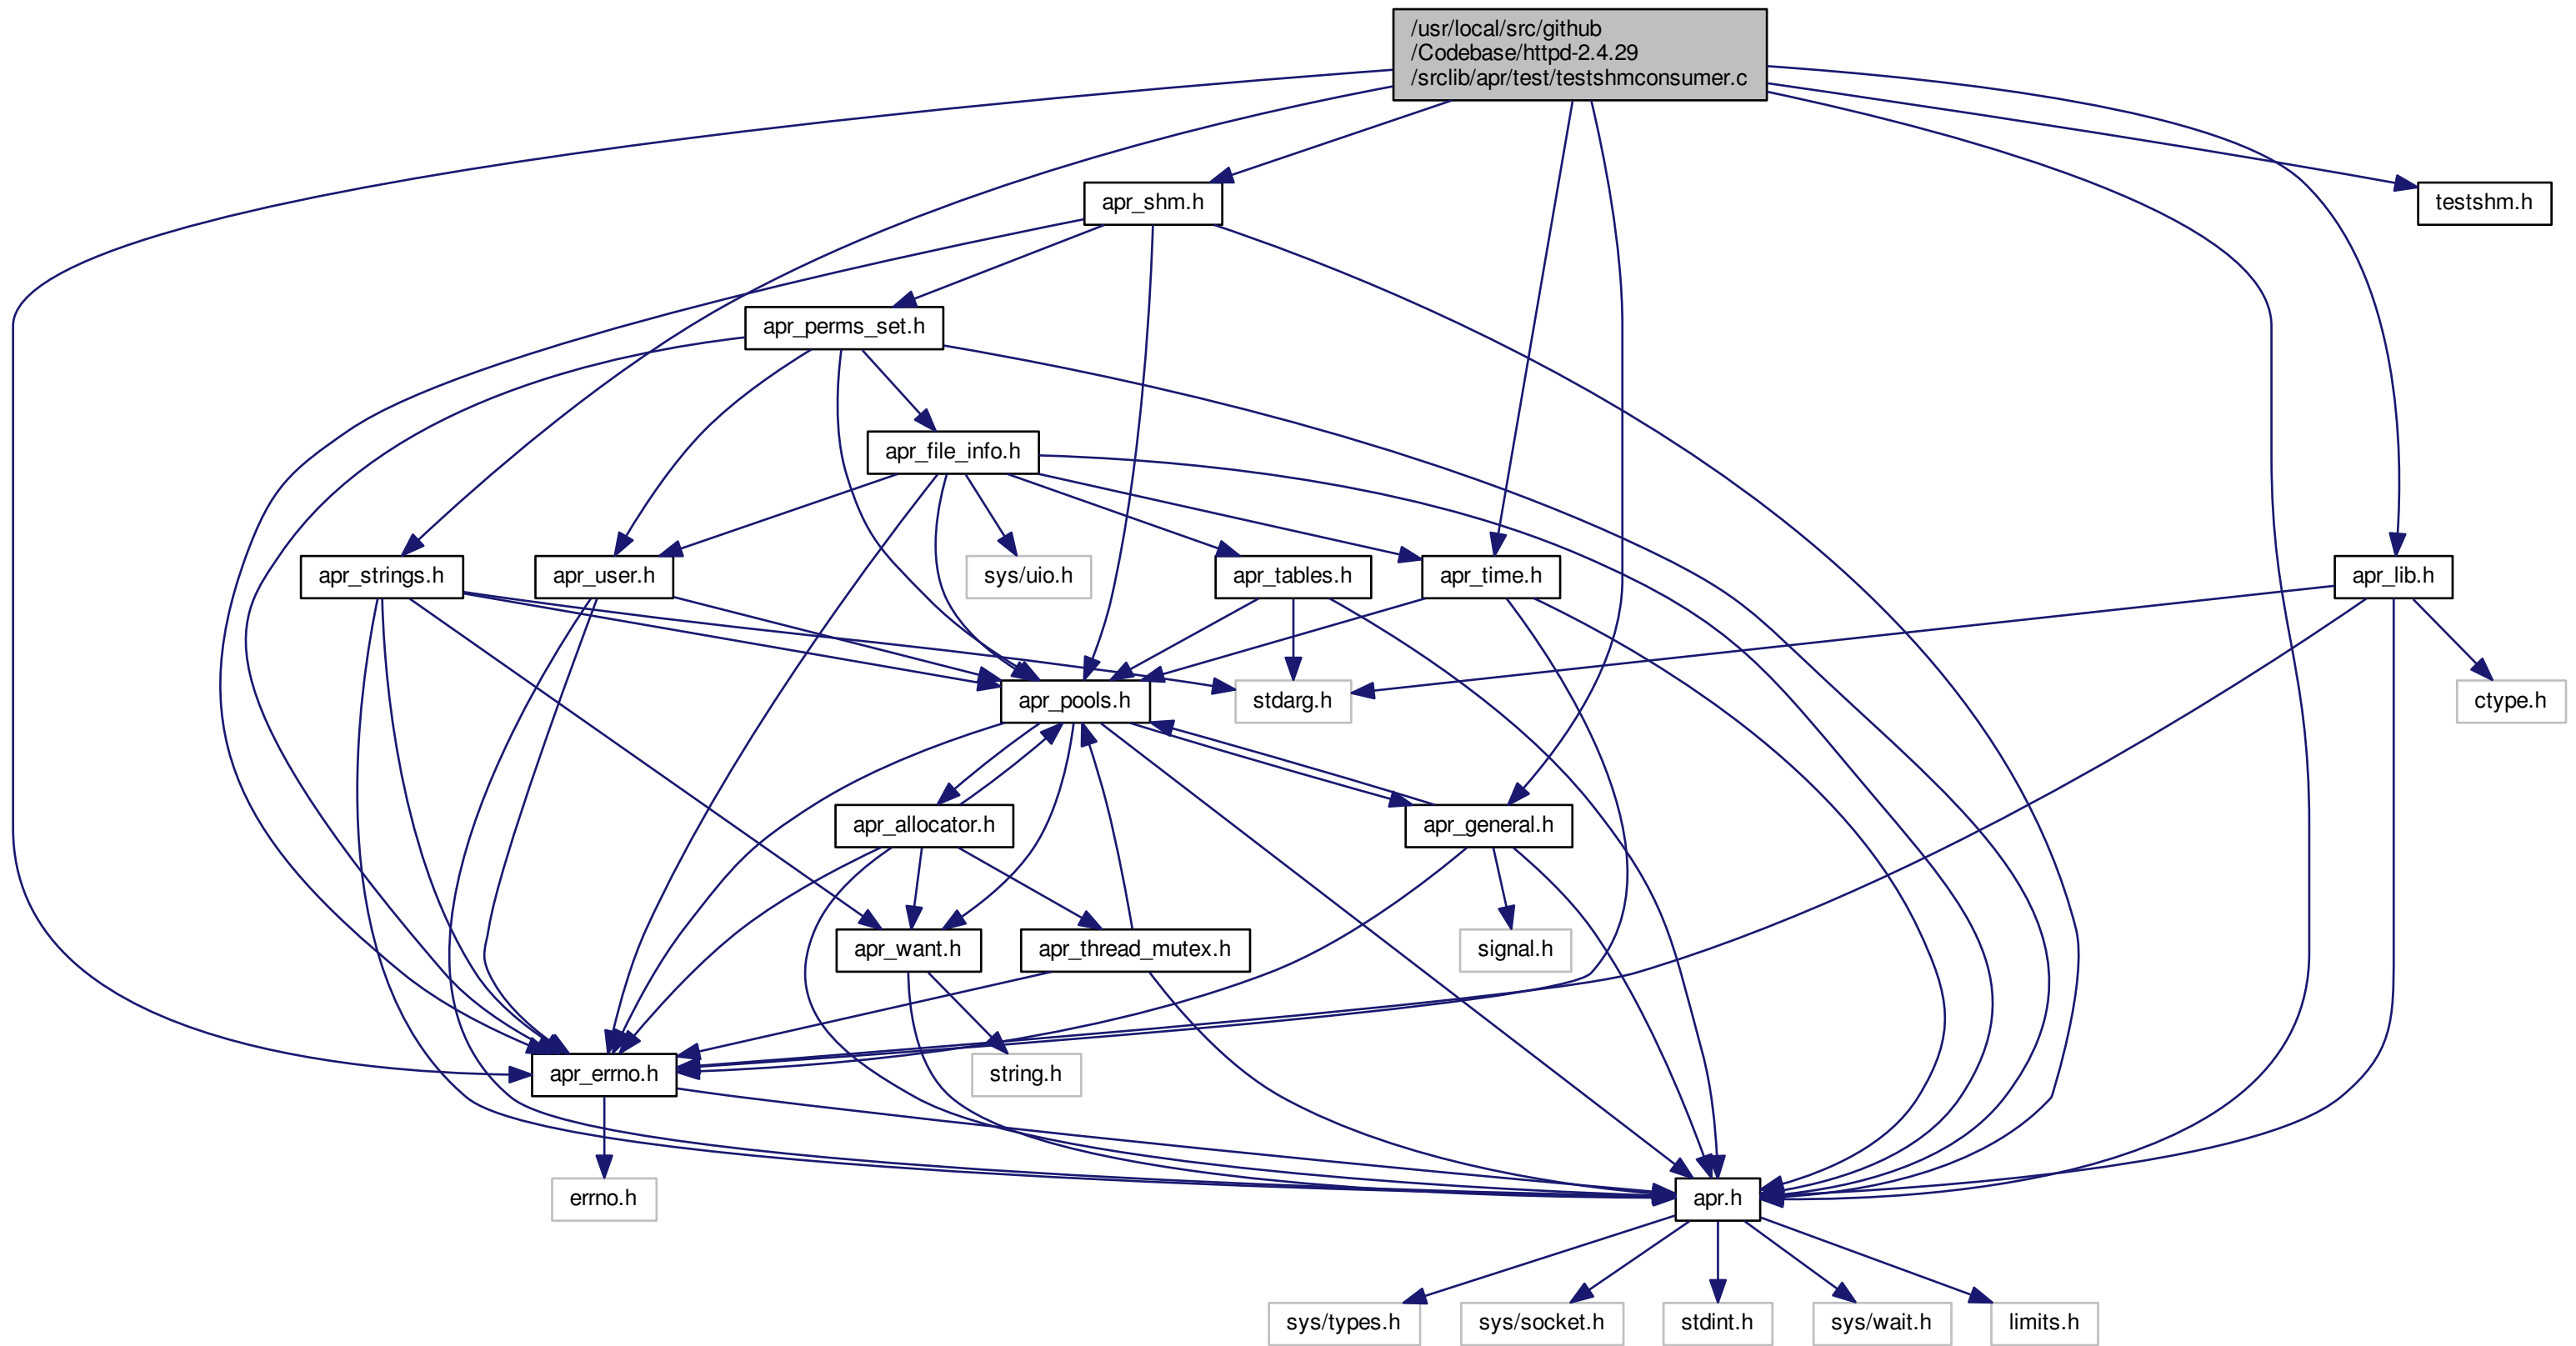 /usr/local/src/github
/Codebase/httpd-2.4.29
/srclib/apr/test/testshmconsumer.c
apr_shm.h
testshm.h
apr_perms_set.h
apr_file_info.h
apr_strings.h
apr_user.h
sys/uio.h
apr_tables.h
apr_time.h
apr_lib.h
apr_pools.h
stdarg.h
ctype.h
apr_allocator.h
apr_general.h
apr_want.h
apr_thread_mutex.h
signal.h
apr_errno.h
string.h
errno.h
apr.h
sys/types.h
sys/socket.h
stdint.h
sys/wait.h
limits.h